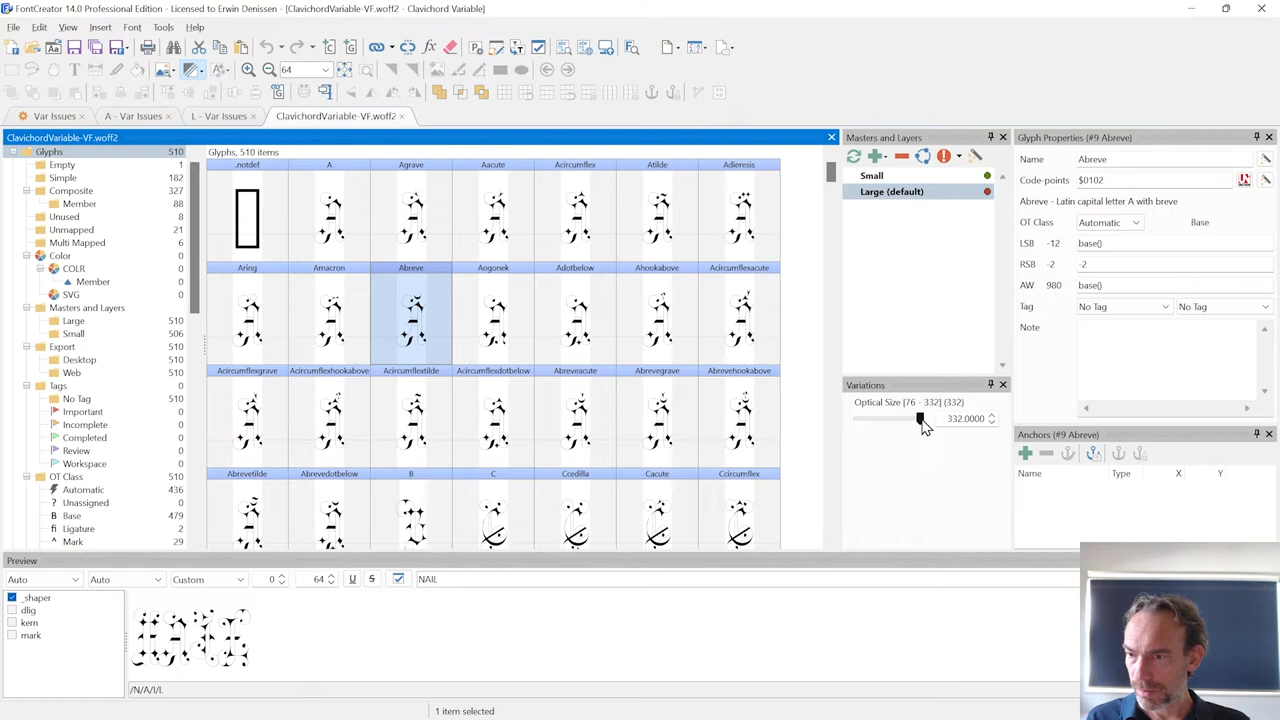 FontCreator 14.0 Professional Edition - Licensed to Erwin Denissen - [ClavichordVariable-VF.woff2 - Clavichord Variable]
File Edit View Insert Font Tools Window Help
64
Var Issues
A - Var Issues
L - Var Issues
ClavichordVariable-VF.woff2
ClavichordVariable-VF.woff2
Glyphs 510
Empty 1
Simple 182
Composite 327
Member 88
Unused 8
Unmapped 21
Multi Mapped 6
Color 0
COLR 0
Member 0
SVG 0
Masters and Layers
Large 510
Small 506
Export
Desktop 510
Web 510
Tags
No Tag 0
Important 0
Incomplete 0
Completed 0
Review 0
Workspace 0
OT Class 510
Automatic 436
Unassigned 0
Base 479
Ligature 2
Mark 29
Glyphs, 510 items
.notdef A Agrave Aacute Acircumflex Atilde Adieresis
Aring Amacron Abreve Aogonek Adotbelow Ahookabove Acircumflexacute
Acircumflexgrave Acircumflexhookabove Acircumflextilde Acircumflexdotbelow Abreveacute Abrevegrave Abrevehookabove
Abrevetilde Abrevedotbelow B C Ccedilla Cacute Ccircumflex
Masters and Layers
Small
Large (default)
Variations
Optical Size [76 - 332] (332)
332.0000
Glyph Properties (#9 Abreve)
Name Abreve
Code-points $0102
Abreve - Latin capital letter A with breve
OT Class Automatic Base
LSB -12 base()
RSB -2 -2
AW 980 base()
Tag No Tag No Tag
Note
Anchors (#9 Abreve)
Name Type X Y
Preview
Auto Auto Custom 0 64 U S NAIL
_shaper
dlig
kern
mark
NAIL
/N/A/I/L
1 item selected